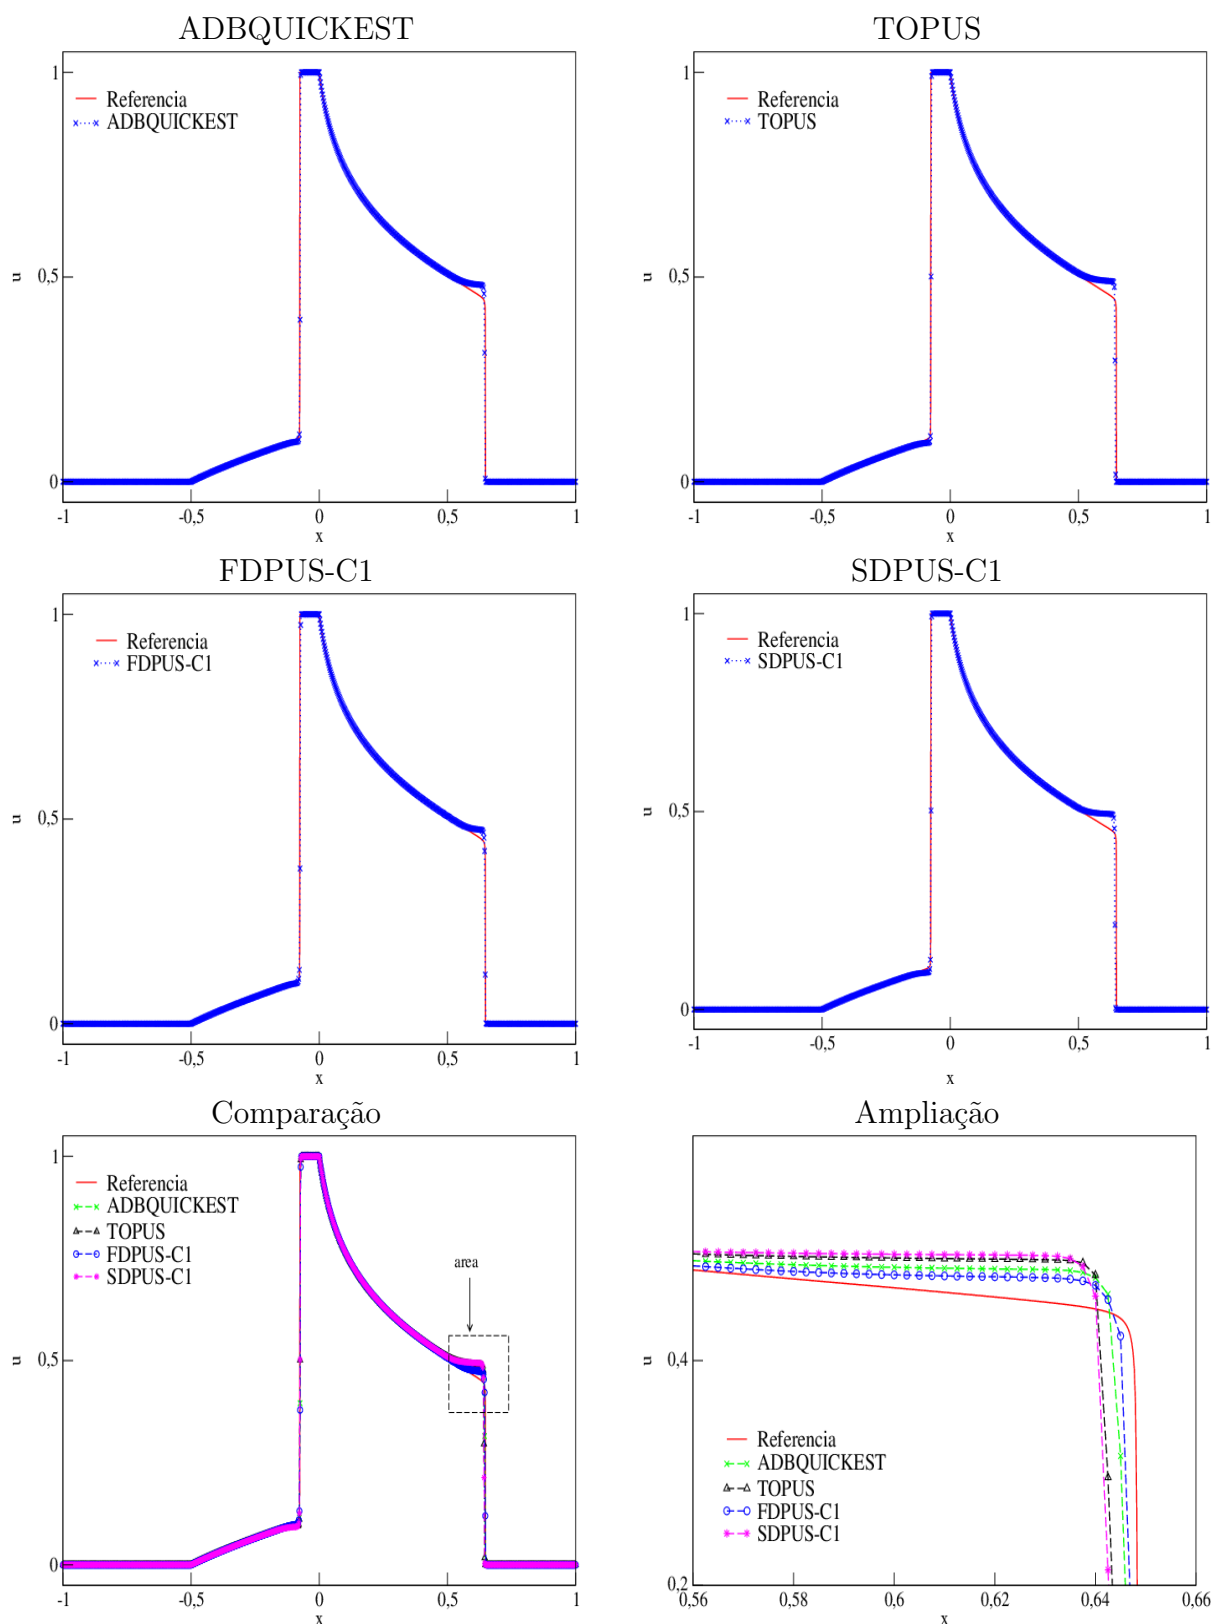 ADBQUICKEST
1
Referencia
ADBQUICKEST
u
0,5
0
-1
-0,5
0
0,5
1
x
TOPUS
1
Referencia
TOPUS
u
0,5
0
-1
-0,5
0
0,5
1
x
FDPUS-C1
1
Referencia
FDPUS-C1
u
0,5
0
-1
-0,5
0
0,5
1
x
SDPUS-C1
1
Referencia
SDPUS-C1
u
0,5
0
-1
-0,5
0
0,5
1
x
Comparação
1
Referencia
ADBQUICKEST
TOPUS
FDPUS-C1
SDPUS-C1
area
u
0,5
0
-1
-0,5
0
0,5
1
x
Ampliação
u
0,4
Referencia
ADBQUICKEST
TOPUS
FDPUS-C1
SDPUS-C1
0,2
0,56
0,58
0,6
0,62
0,64
0,66
x